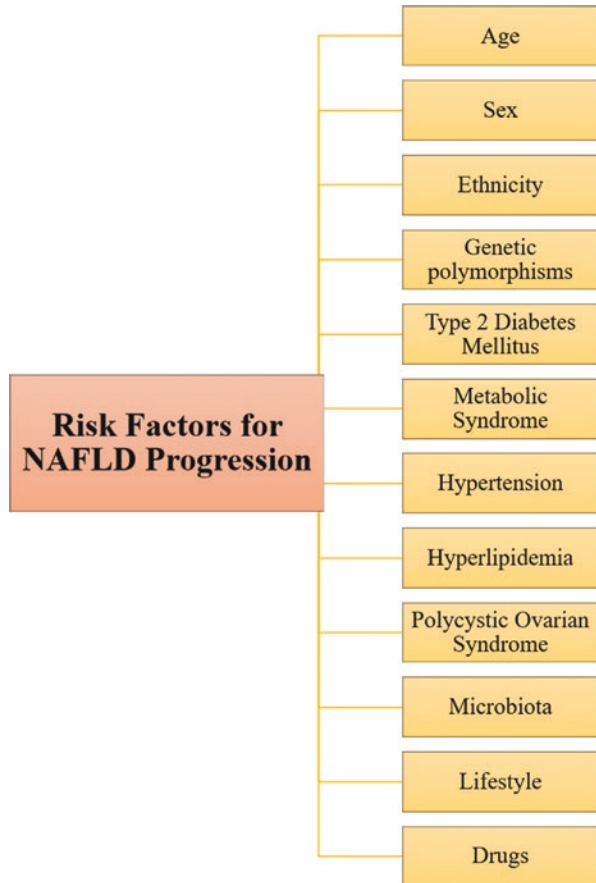 Age
Sex
Ethnicity
Genetic
polymorphisms
Type 2 Diabetes
Mellitus
Risk Factors for
NAFLD Progression
Metabolic
Syndrome
Hypertension
Hyperlipidemia
Polycystic Ovarian
Syndrome
Microbiota
Lifestyle
Drugs